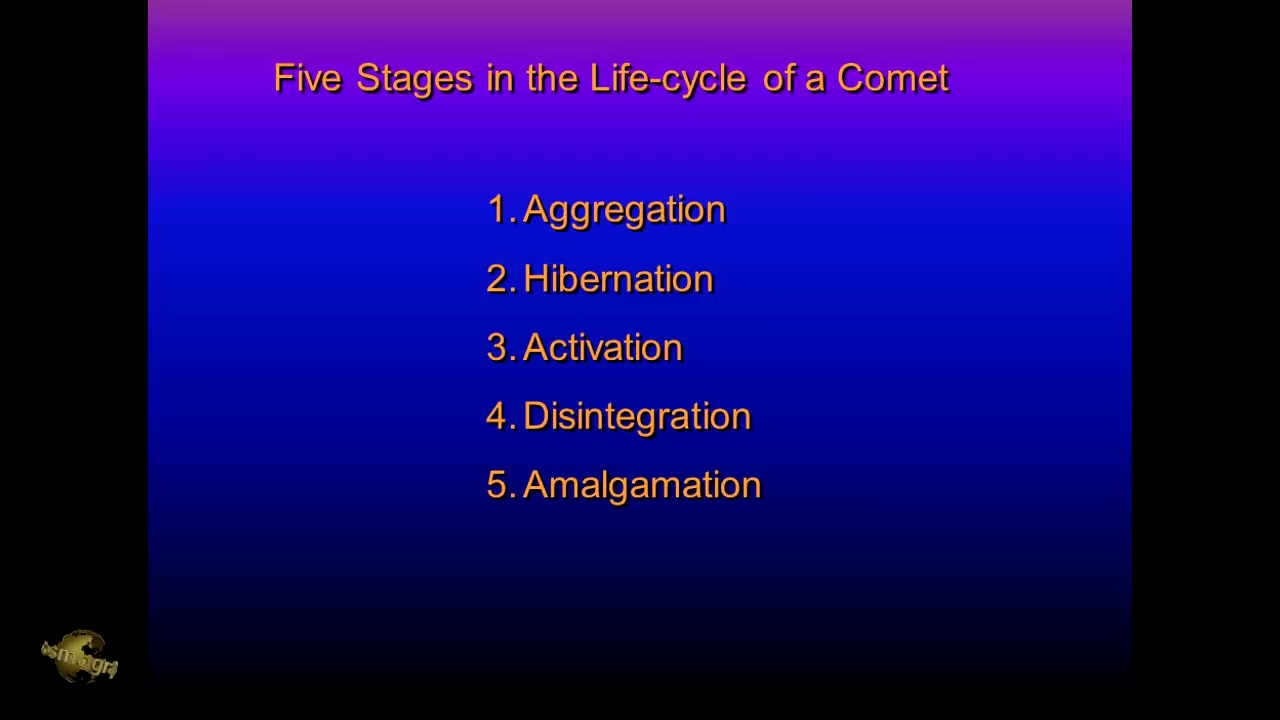 Five Stages in the Life-cycle of a Comet
1. Aggregation
2. Hibernation
3. Activation
4. Disintegration
5. Amalgamation